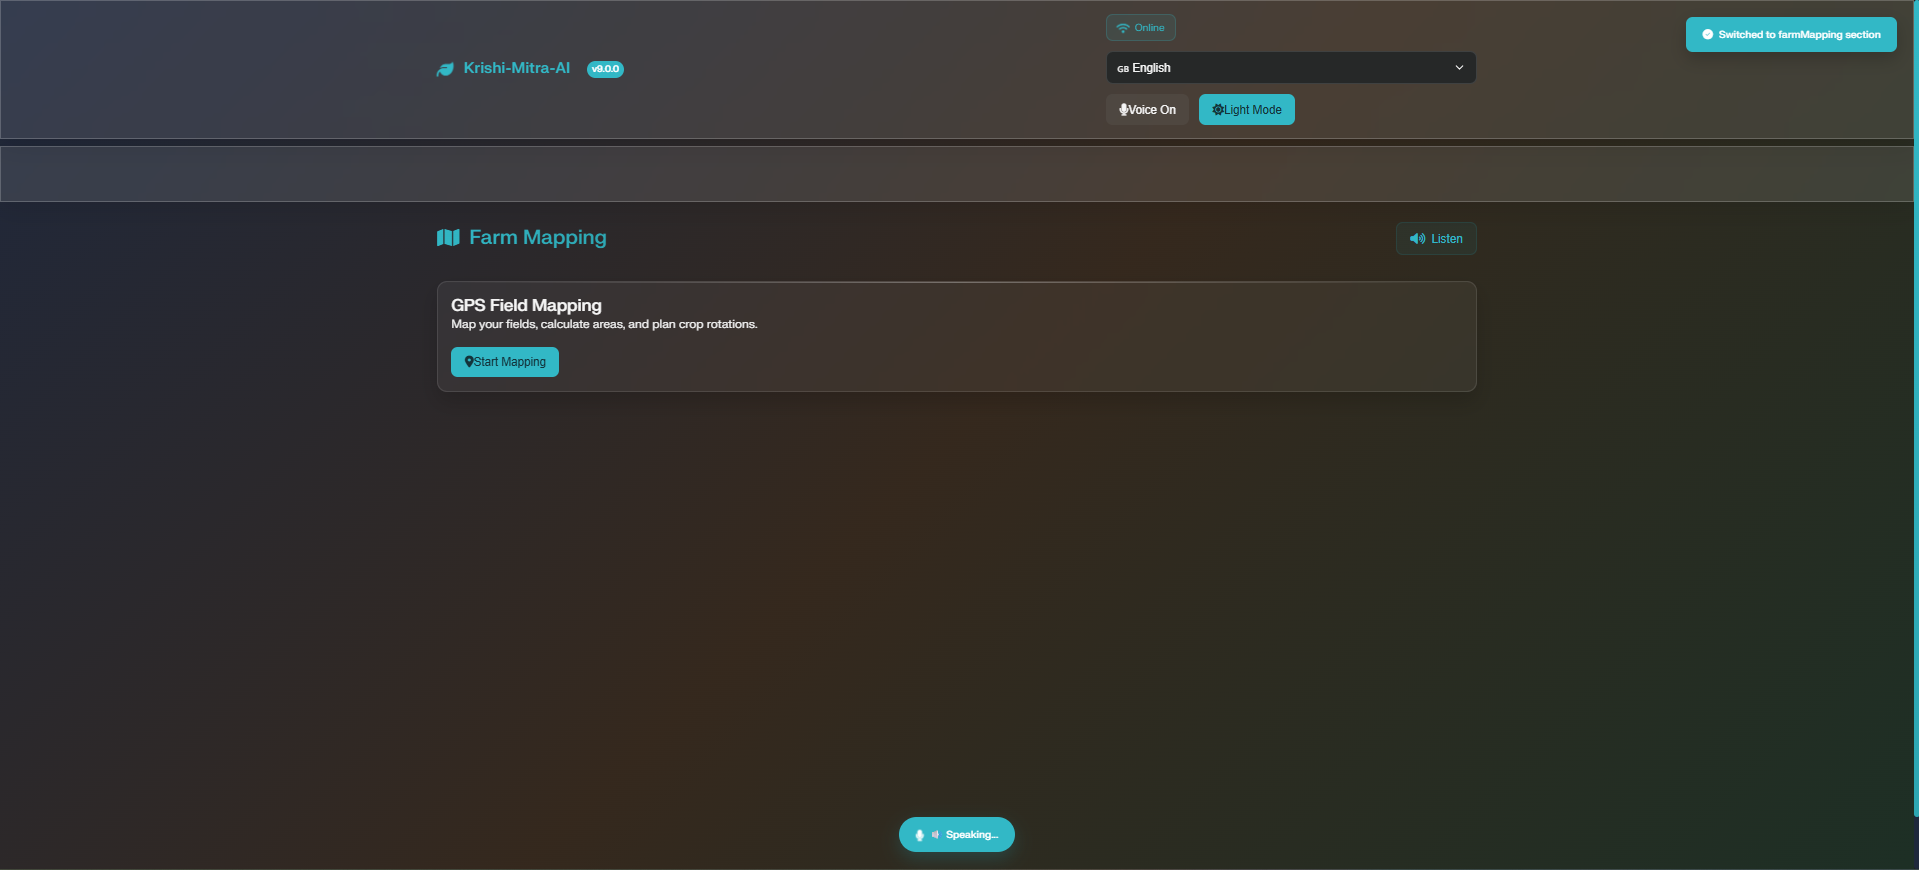 Krishi-Mitra-AI v9.0.0
Online
GB English
Voice On Light Mode
Switched to farmMapping section
Farm Mapping
Listen
GPS Field Mapping
Map your fields, calculate areas, and plan crop rotations.
Start Mapping
Speaking...